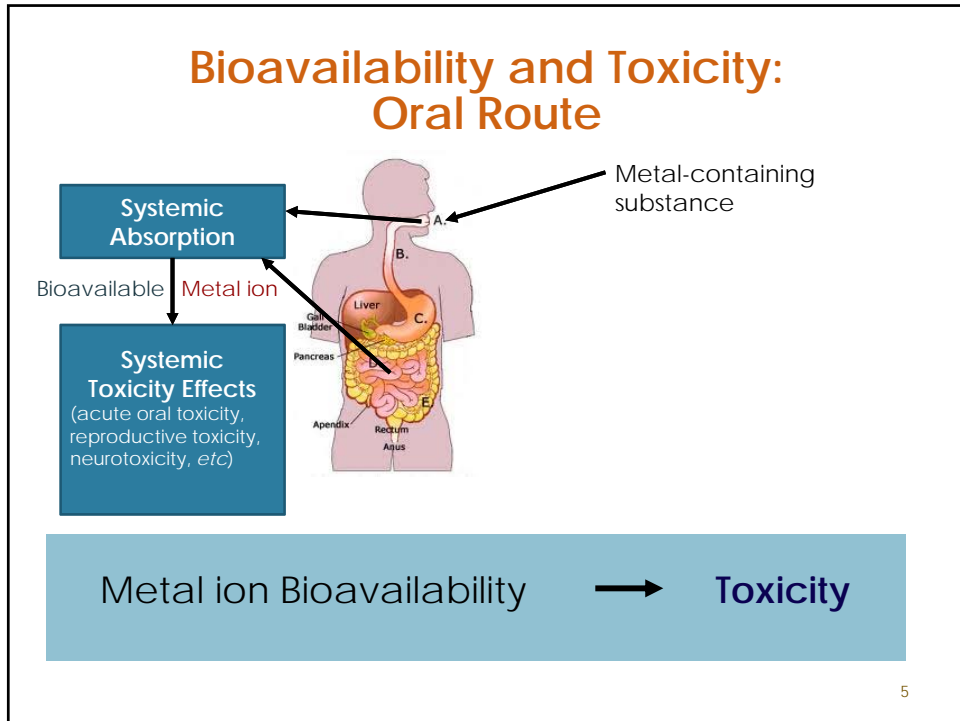 Bioavailability and Toxicity:
Oral Route
Metal-containing
substance
Systemic
Absorption
Bioavailable Metal ion
Systemic
Toxicity Effects
(acute oral toxicity,
reproductive toxicity,
neurotoxicity, etc)
A.
B.
Liver
C.
Gall
Bladder
Pancreas
D.
E.
Apendix
Rectum
Anus
Metal ion Bioavailability
Toxicity
5